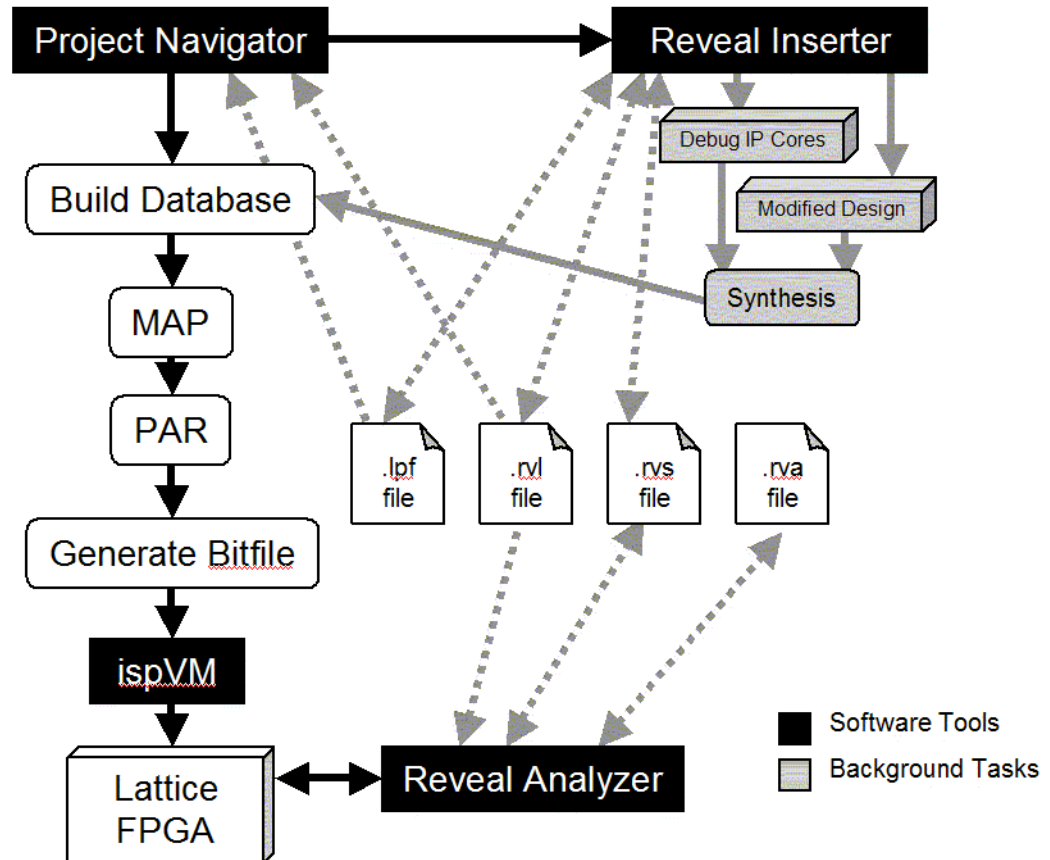 Project Navigator
Reveal Inserter
Debug IP Cores
Build Database
Modified Design
Synthesis
MAP
PAR
.lpf
file
.rvl
file
.rvs
file
.rva
file
Generate Bitfile
ispVM
Software Tools
Reveal Analyzer
Background Tasks
Lattice
FPGA